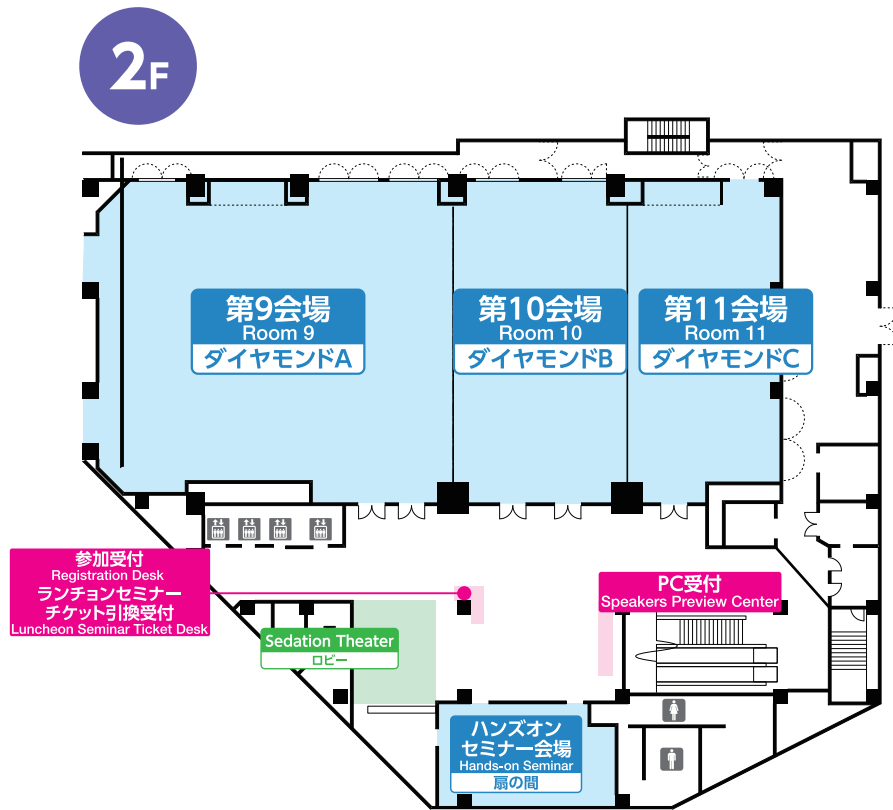 2F
第9会場
Room 9
ダイヤモンドA
第10会場
Room 10
ダイヤモンドB
第11会場
Room 11
ダイヤモンドC
参加受付
Registration Desk
ランチョンセミナー
チケット引換受付
Luncheon Seminar Ticket Desk
PC受付
Speakers Preview Center
Sedation Theater
ロビー
ハンズオン
セミナー会場
Hands-on Seminar
扇の間